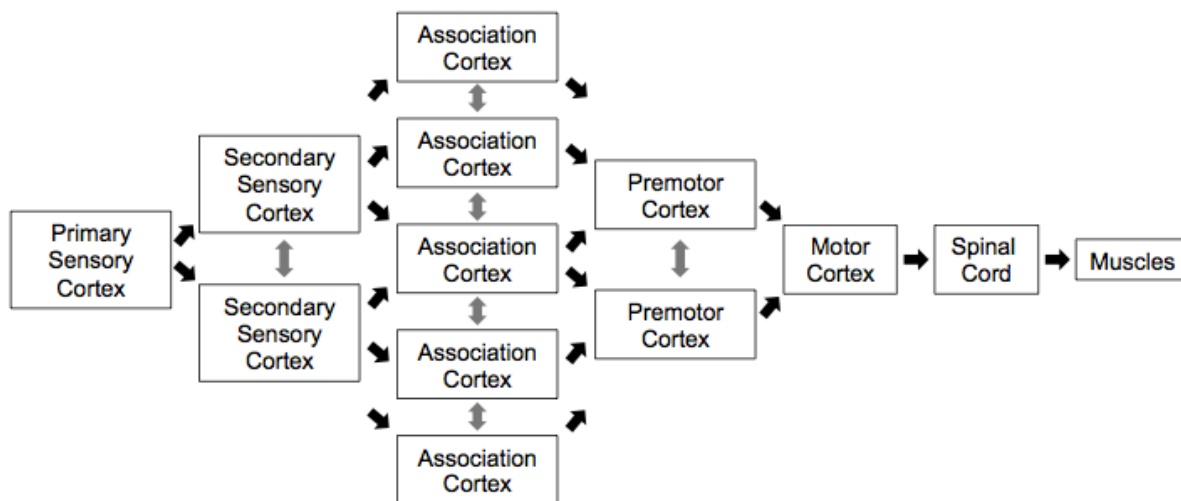 Primary
Sensory
Cortex
Secondary
Sensory
Cortex
Secondary
Sensory
Cortex
Association
Cortex
Association
Cortex
Association
Cortex
Association
Cortex
Association
Cortex
Premotor
Cortex
Premotor
Cortex
Motor
Cortex
Spinal
Cord
Muscles